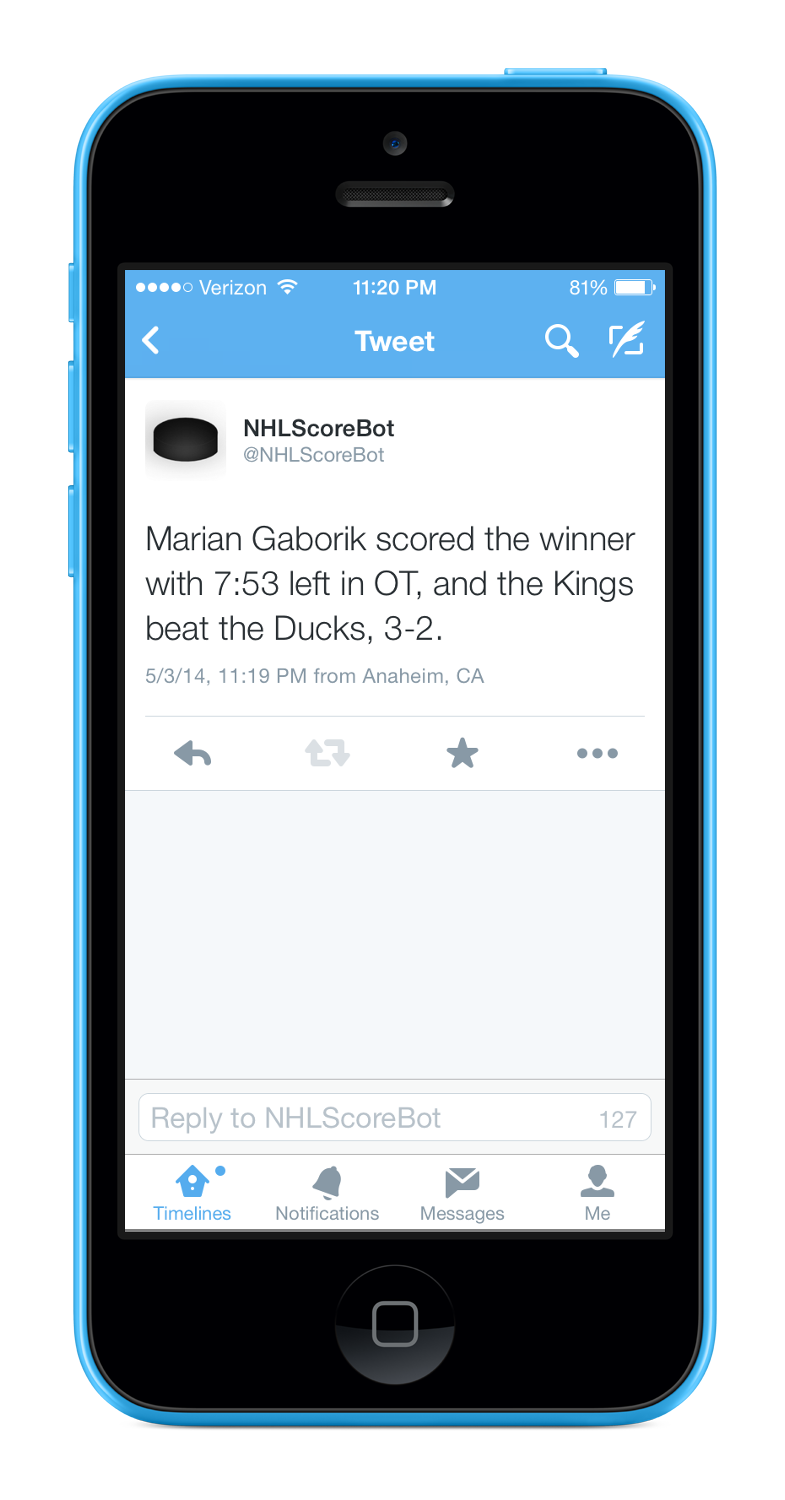 Verizon 11:20 PM 81%
Tweet
NHLScoreBot
@NHLScoreBot
Marian Gaborik scored the winner
with 7:53 left in OT, and the Kings
beat the Ducks, 3-2.
5/3/14, 11:19 PM from Anaheim, CA
Reply to NHLScoreBot 127
Timelines Notifications Messages Me